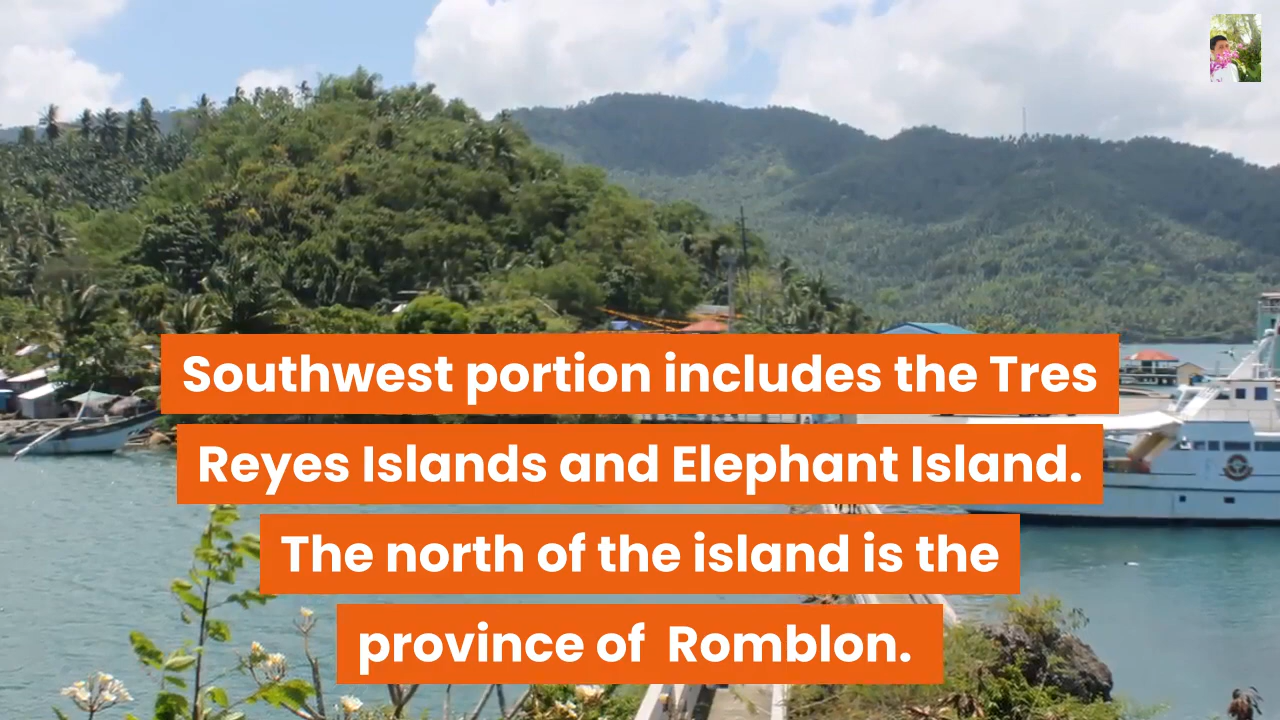 Southwest portion includes the Tres
Reyes Islands and Elephant Island.
The north of the island is the
province of Romblon.